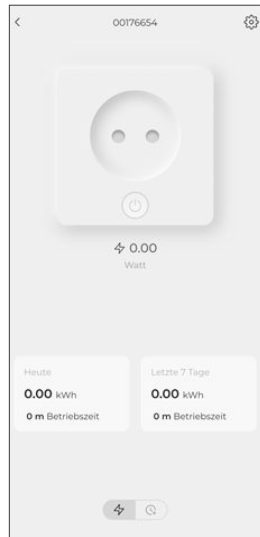 00176654
0.00
Watt
Heute
Letzte 7 Tage
0.00 kWh
0.00 kWh
0 m Betriebszeit
0 m Betriebszeit